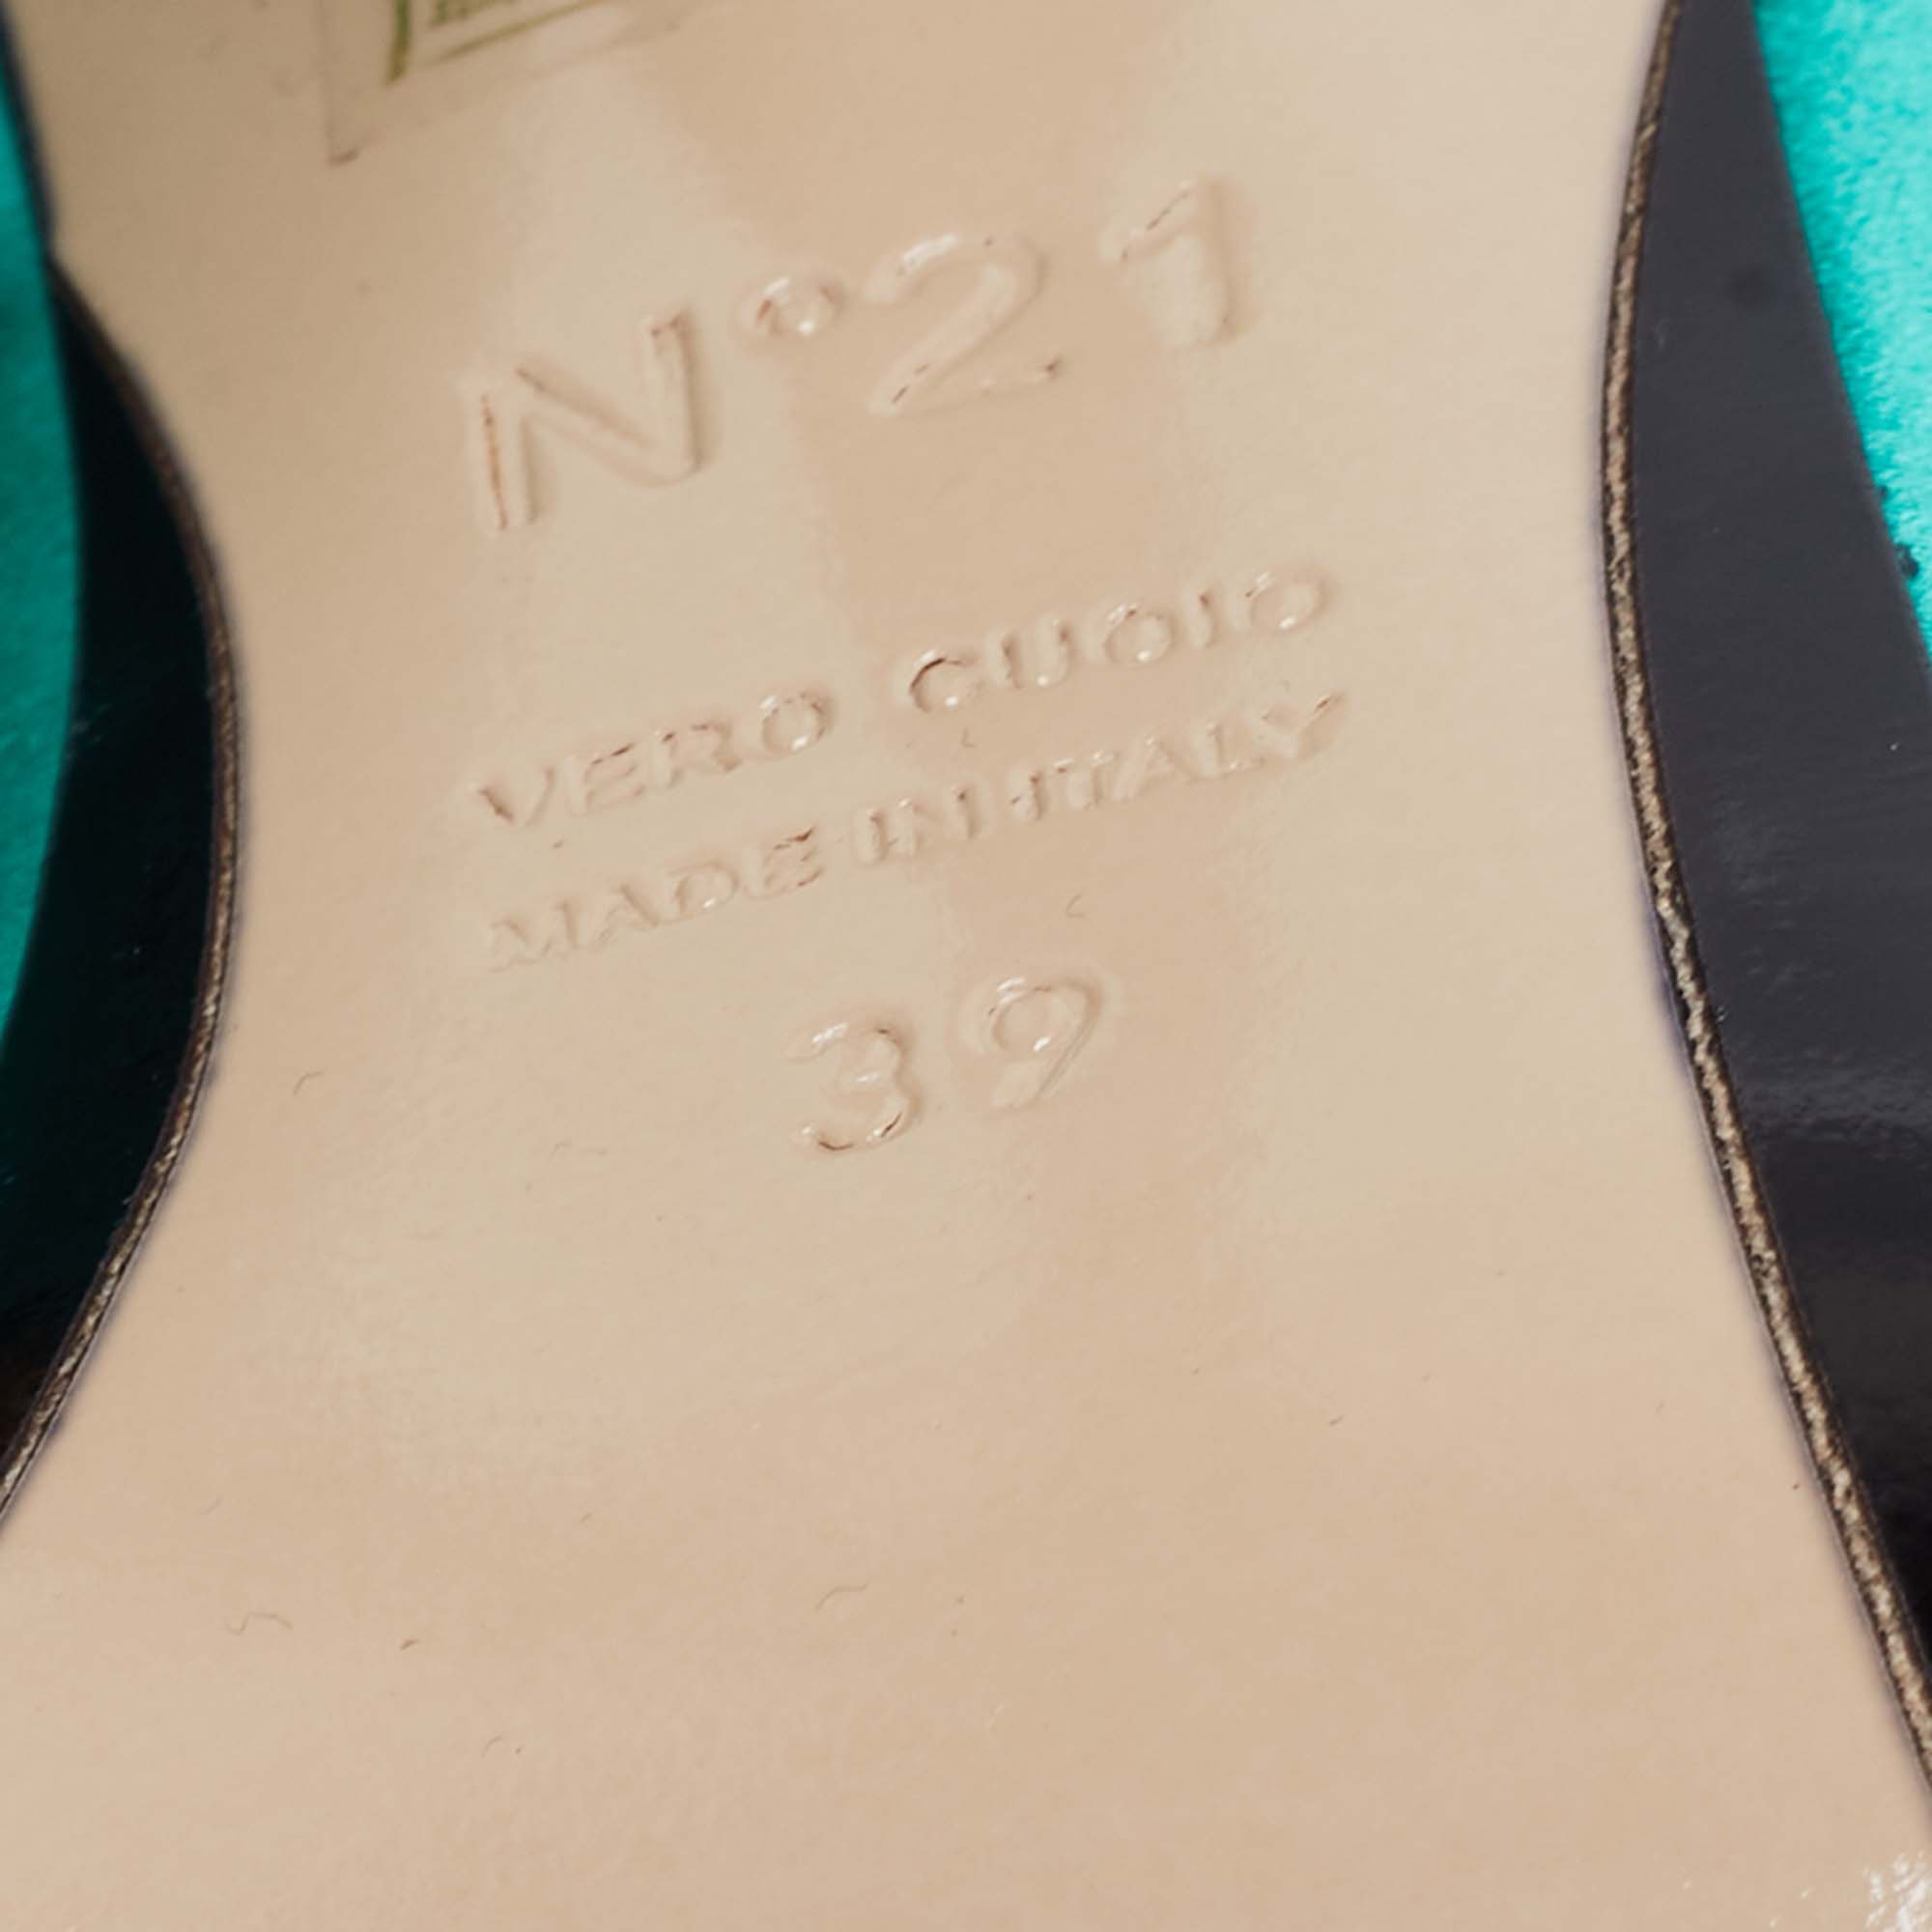 N°21
VERO CUOIO
MADE IN ITALY
39